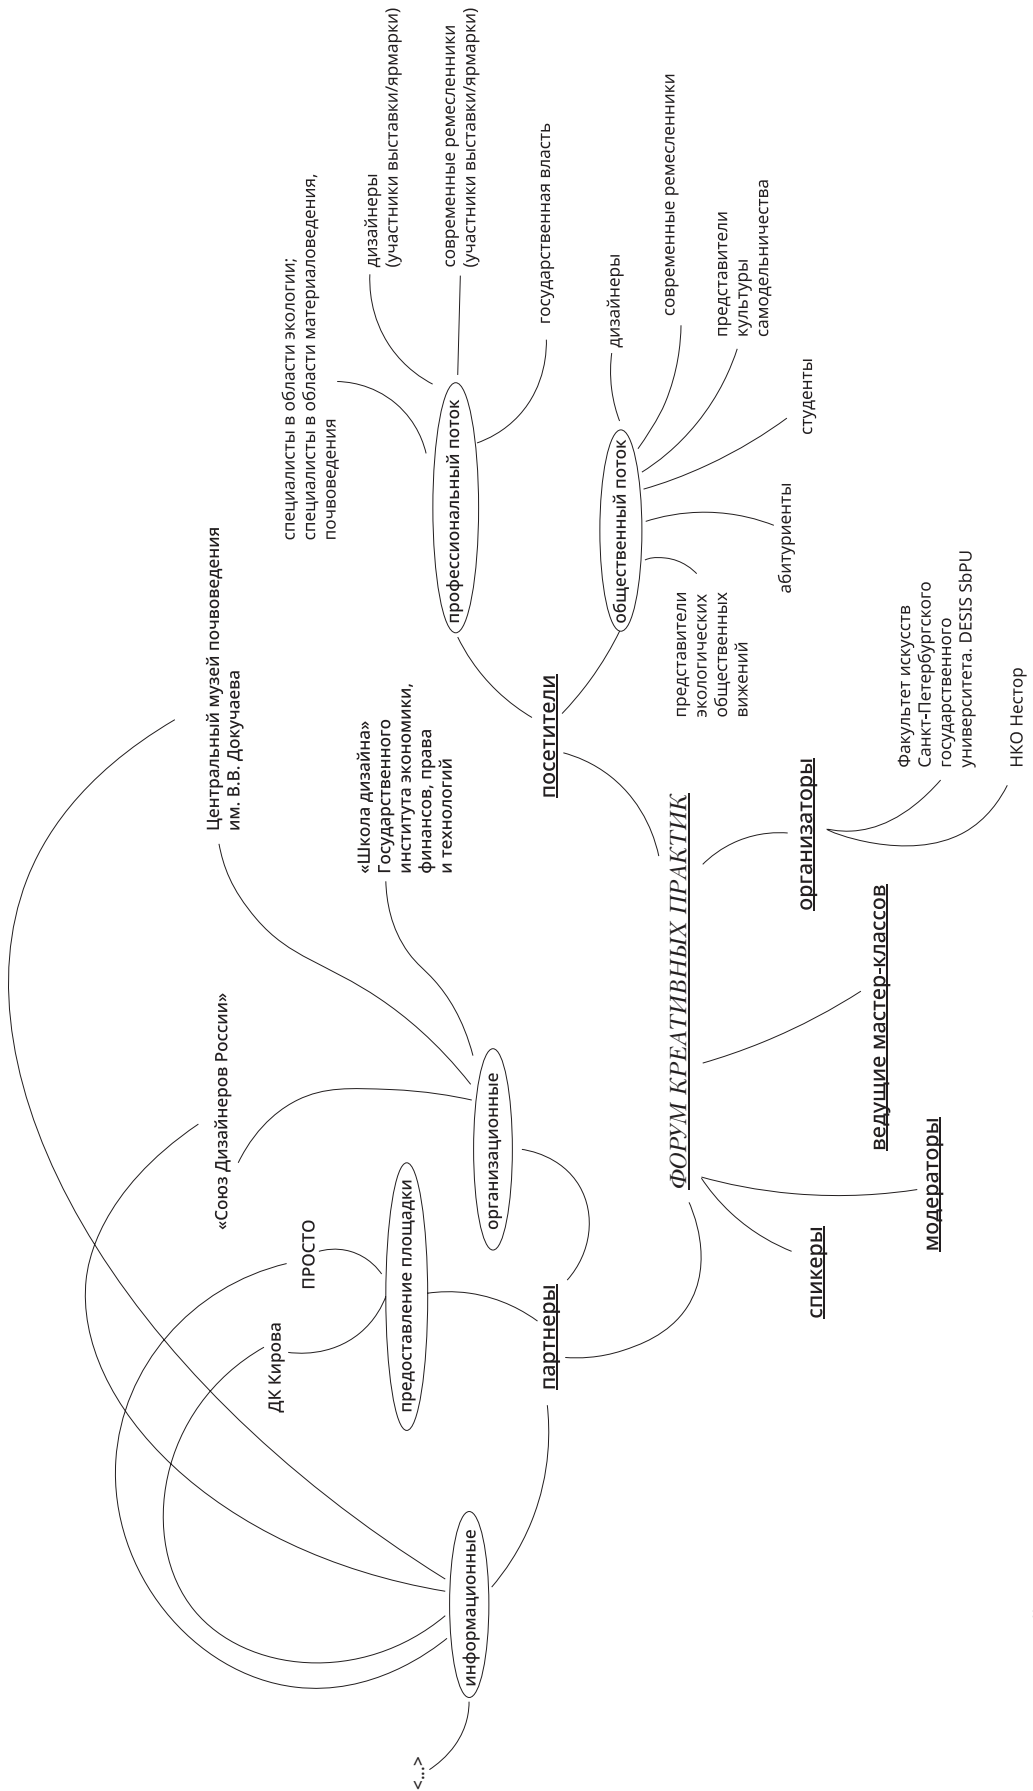 Центральный музей почвоведения
им. В.В. Докучаева
«Союз Дизайнеров России»
ПРОСТО
ДК Кирова
«Школа дизайна»
Государственного
института экономики,
финансов, права
и технологий
специалисты в области экологии;
специалисты в области материаловедения,
почвоведения
дизайнеры
(участники выставки/ярмарки)
современные ремесленники
(участники выставки/ярмарки)
государственная власть
<...>
информационные
предоставление площадки
организационные
профессиональный поток
партнеры
посетители
общественный поток
дизайнеры
современные ремесленники
представители
культуры
самодельничества
студенты
абитуриенты
представители
экологических
общественных
вижений
ФОРУМ КРЕАТИВНЫХ ПРАКТИК
спикеры
модераторы
ведущие мастер-классов
организаторы
Факультет искусств
Санкт-Петербургского
государственного
университета. DESIS SbPU
НКО Нестор